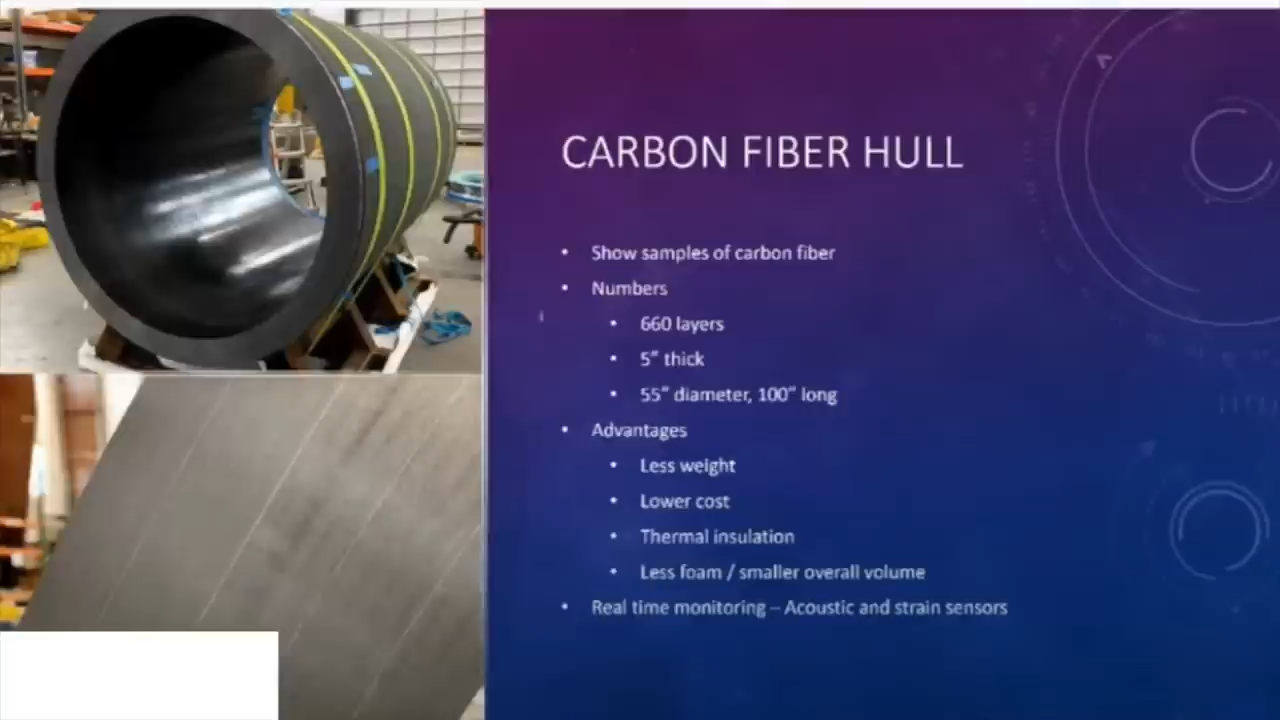 CARBON FIBER HULL
• Show samples of carbon fiber
• Numbers
• 660 layers
• 5” thick
• 55” diameter, 100” long
• Advantages
• Less weight
• Lower cost
• Thermal insulation
• Less foam / smaller overall volume
• Real time monitoring – Acoustic and strain sensors